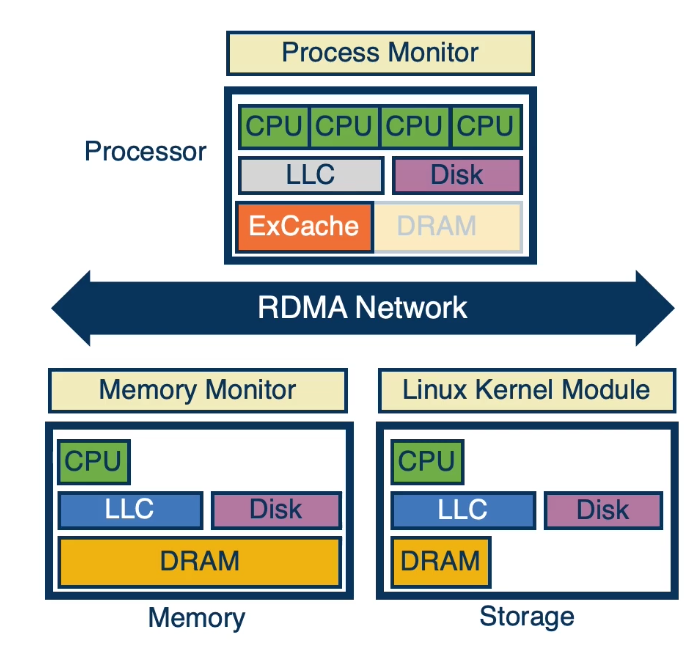 Process Monitor
Processor
CPU CPU CPU CPU
LLC Disk
ExCache DRAM
RDMA Network
Memory Monitor
CPU
LLC Disk
DRAM
Memory
Linux Kernel Module
CPU
LLC Disk
DRAM
Storage